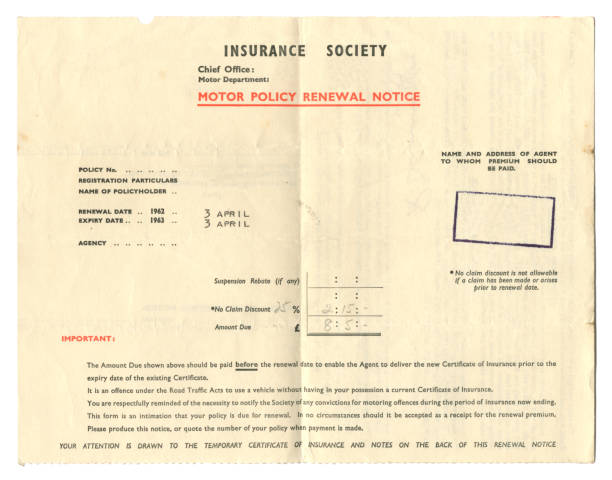 INSURANCE SOCIETY
Chief Office:
Motor Department:
MOTOR POLICY RENEWAL NOTICE
NAME AND ADDRESS OF AGENT
TO WHOM PREMIUM SHOULD
BE PAID.
POLICY No. .. .. .. .. ..
REGISTRATION PARTICULARS
NAME OF POLICYHOLDER ..
RENEWAL DATE .. 1962 .. 3 APRIL
EXPIRY DATE .. .. 1963 .. 3 APRIL
AGENCY .. .. .. .. .. ..
* No claim discount is not allowable
if a claim has been made or arises
prior to renewal date.
Suspension Rebate (if any) : :
: :
*No Claim Discount 25 % 2:15:-
Amount Due .... £ 8:5:-
IMPORTANT:
The Amount Due shown above should be paid before the renewal date to enable the Agent to deliver the new Certificate of Insurance prior to the
expiry date of the existing Certificate.
It is an offence under the Road Traffic Acts to use a vehicle without having in your possession a current Certificate of Insurance.
You are respectfully reminded of the necessity to notify the Society of any convictions for motoring offences during the period of insurance now ending.
This form is an intimation that your policy is due for renewal. In no circumstances should it be accepted as a receipt for the renewal premium.
Please produce this notice, or quote the number of your policy when payment is made.
YOUR ATTENTION IS DRAWN TO THE TEMPORARY CERTIFICATE OF INSURANCE AND NOTES ON THE BACK OF THIS RENEWAL NOTICE